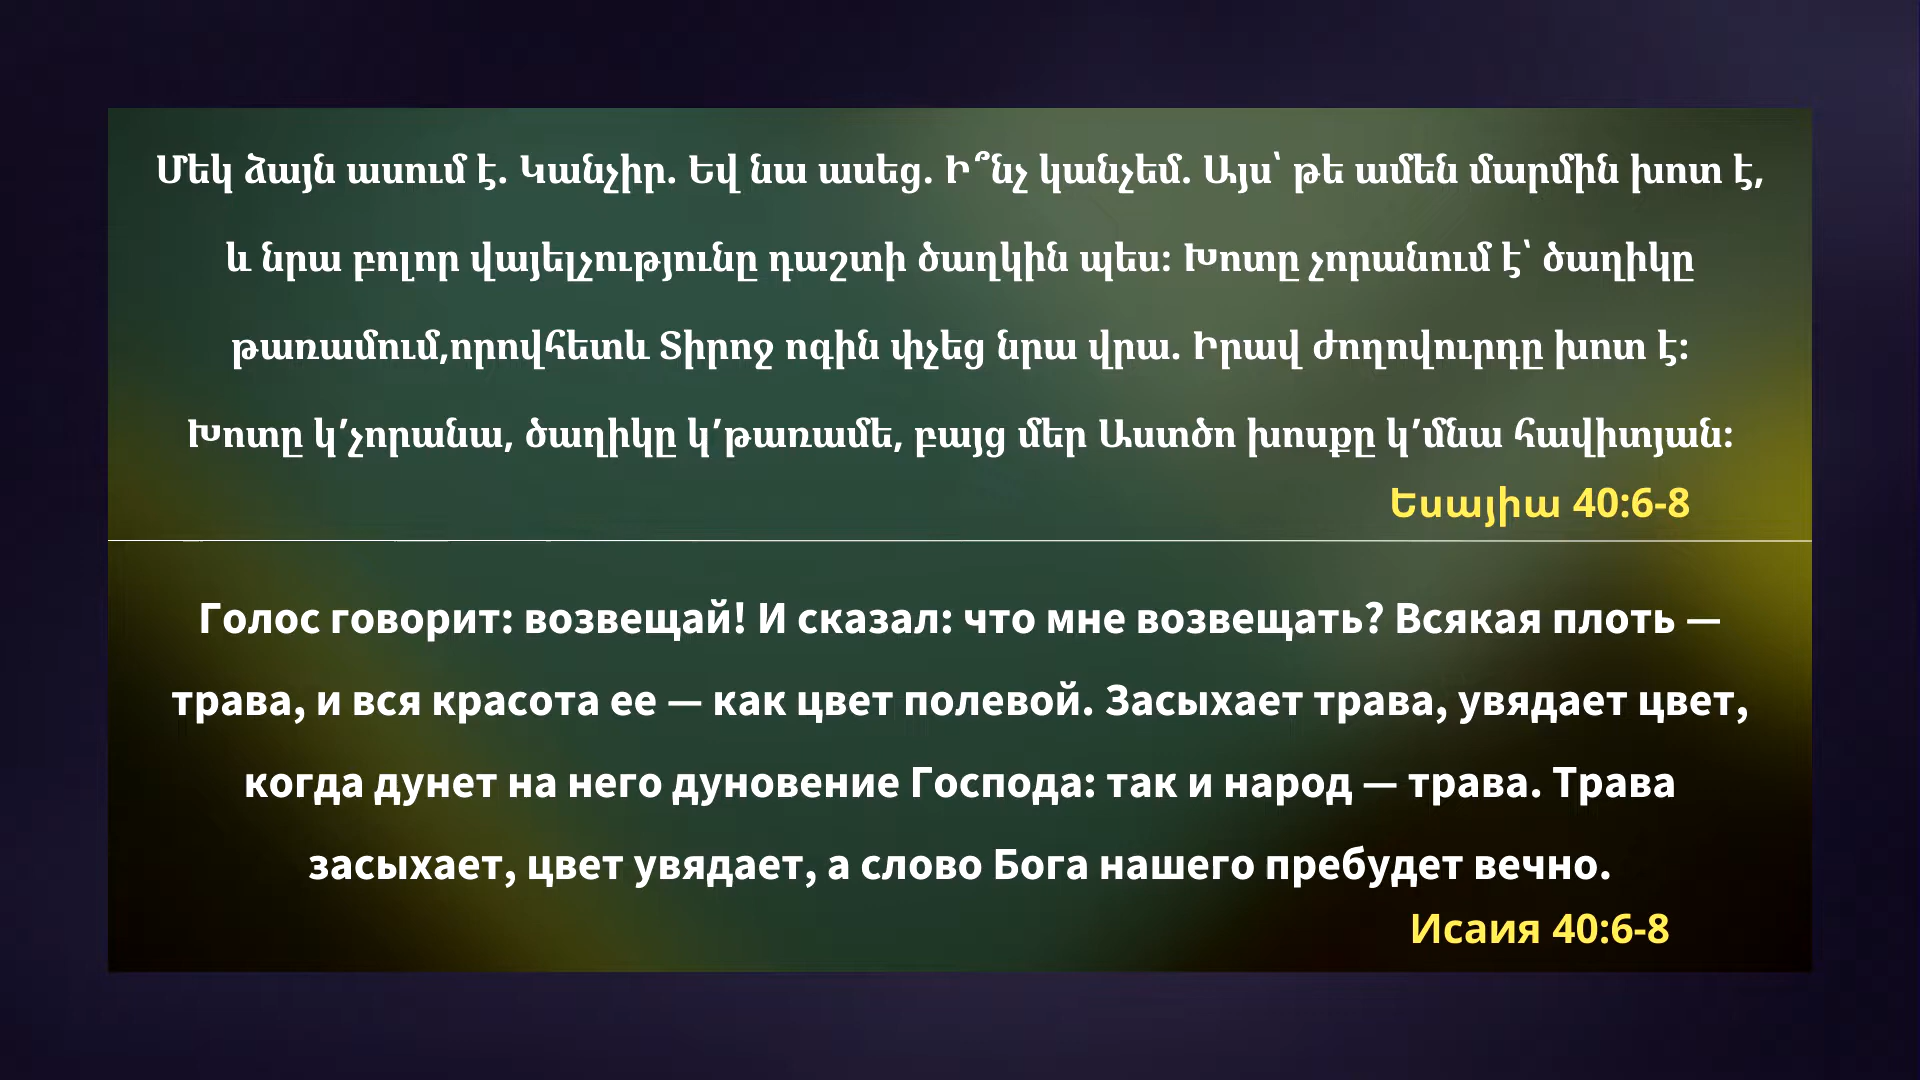 Մեկ ձայն ասում է. Կանչիր. Եվ նա ասեց. Ի՞նչ կանչեմ. Այս՝ թե ամեն մարմին խոտ է,
և նրա բոլոր վայելչությունը դաշտի ծաղկին պես։ Խոտը չորանում է՝ ծաղիկը
թառամում,որովհետև Տիրոջ ոգին փչեց նրա վրա. Իրավ ժողովուրդը խոտ է։
Խոտը կ’չորանա, ծաղիկը կ’թառամե, բայց մեր Աստծո խոսքը կ’մնա հավիտյան։
Եսայիա 40:6-8
Голос говорит: возвещай! И сказал: что мне возвещать? Всякая плоть —
трава, и вся красота ее — как цвет полевой. Засыхает трава, увядает цвет,
когда дунет на него дуновение Господа: так и народ — трава. Трава
засыхает, цвет увядает, а слово Бога нашего пребудет вечно.
Исаия 40:6-8